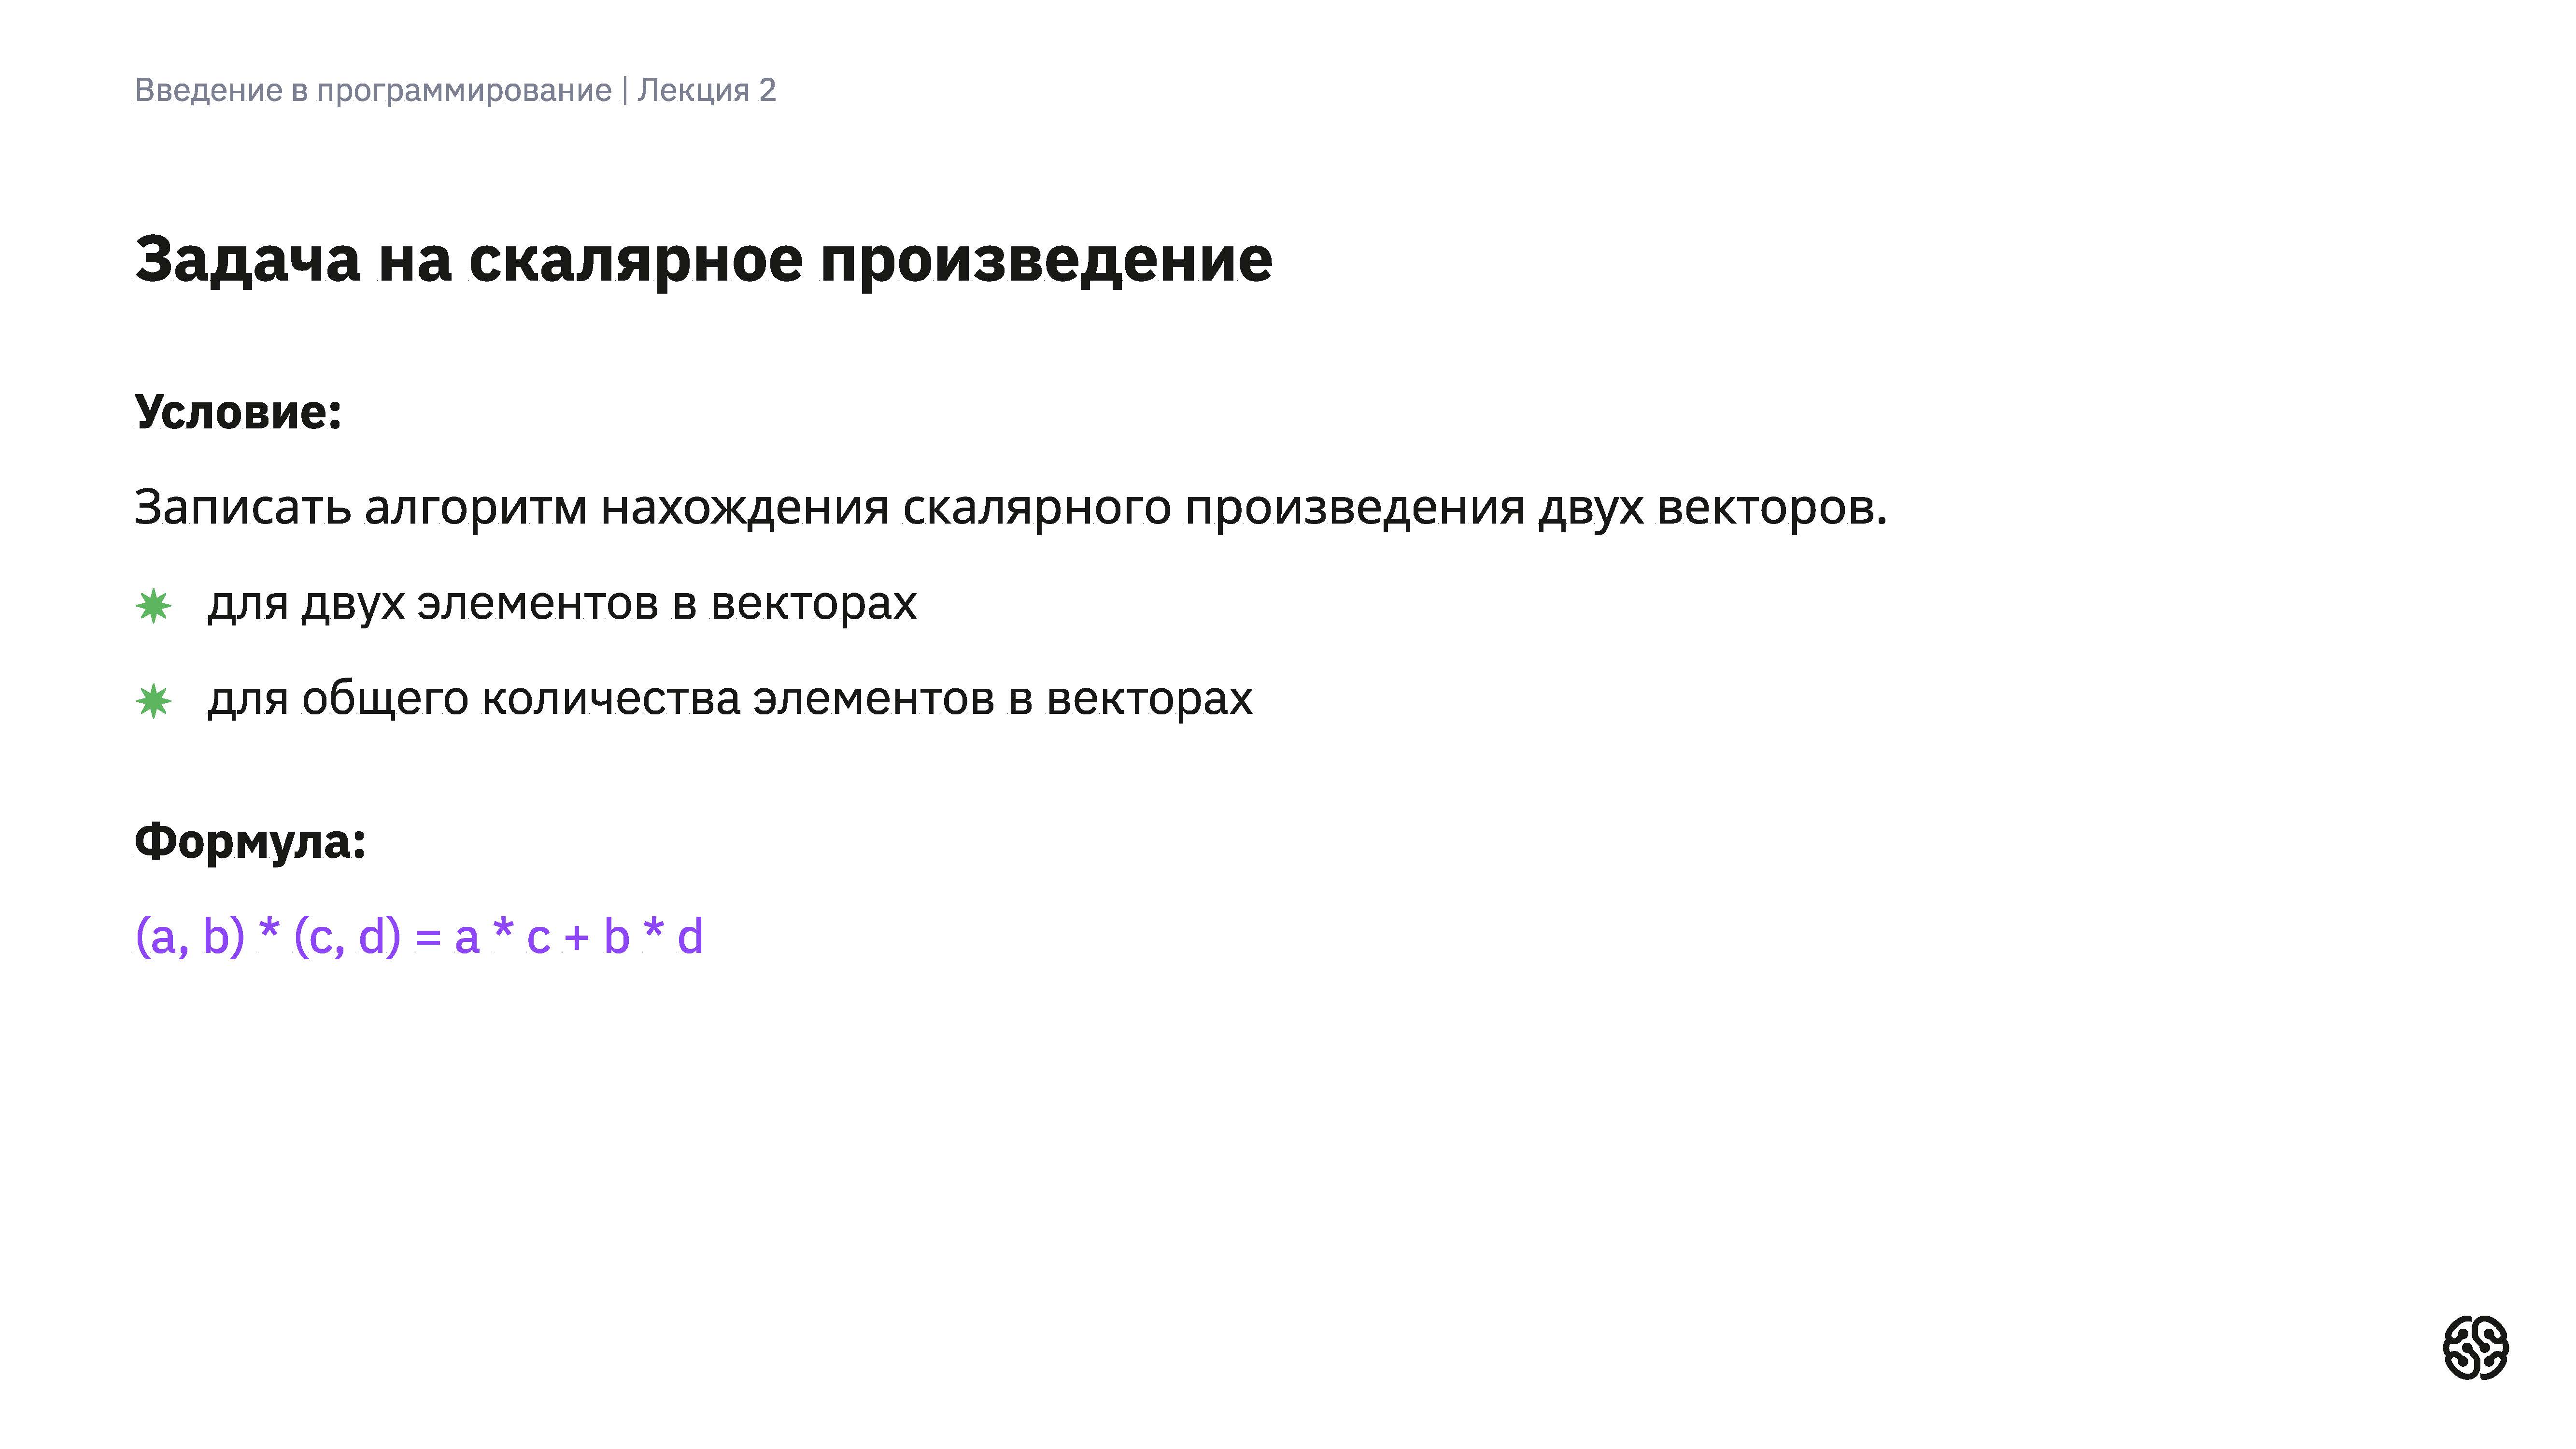 Введение в программирование | Лекция 2
Задача на скалярное произведение
Условие:
Записать алгоритм нахождения скалярного произведения двух векторов.
для двух элементов в векторах
для общего количества элементов в векторах
Формула:
(a, b) * (c, d) = a * c + b * d